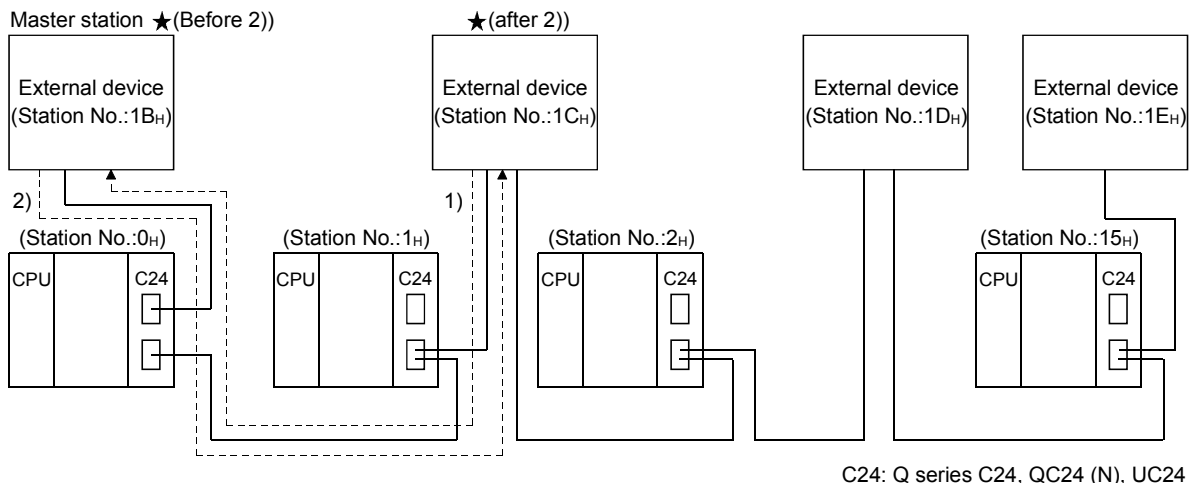 Master station ★(Before 2))
★(after 2))
External device
(Station No.:1BH)
External device
(Station No.:1CH)
External device
(Station No.:1DH)
External device
(Station No.:1EH)
2)
1)
(Station No.:0H)
(Station No.:1H)
(Station No.:2H)
(Station No.:15H)
CPU
C24
CPU
C24
CPU
C24
CPU
C24
C24: Q series C24, QC24 (N), UC24